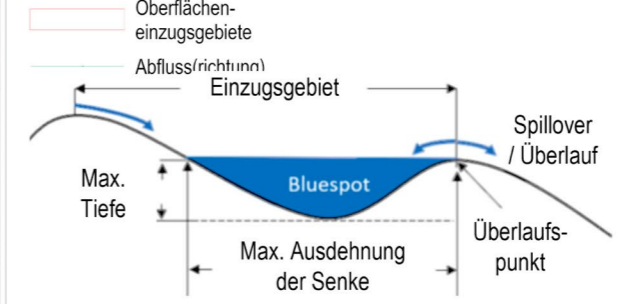 Oberflächen-
einzugsgebiete
Abfluss(richtung)
Einzugsgebiet
Spillover
/ Überlauf
Max.
Tiefe
Bluespot
Überlaufs-
punkt
Max. Ausdehnung
der Senke